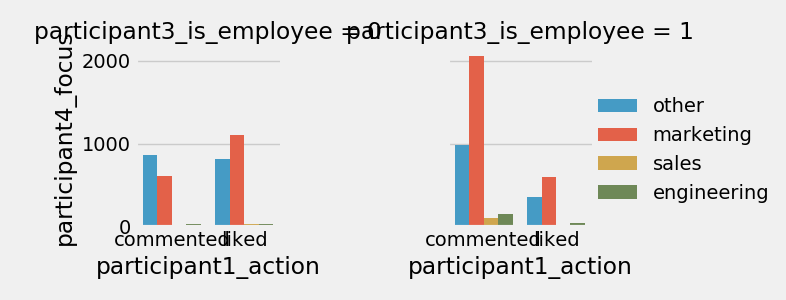 participant3_is_employee = 0
participant3_is_employee = 1
participant4_focus
2000
1000
0
commented
liked
commented
liked
participant1_action
participant1_action
other
marketing
sales
engineering